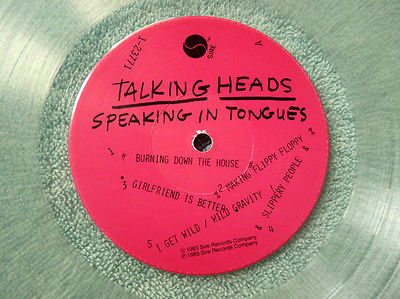 SIRE
TM
1-23771
A
TALKING HEADS
SPEAKING IN TONGUES
1 BURNING DOWN THE HOUSE
2 MAKING FLIPPY FLOPPY
3 GIRLFRIEND IS BETTER
SLIPPERY PEOPLE 4
5 I GET WILD / WILD GRAVITY
© 1983 Sire Records Company
℗ 1983 Sire Records Company